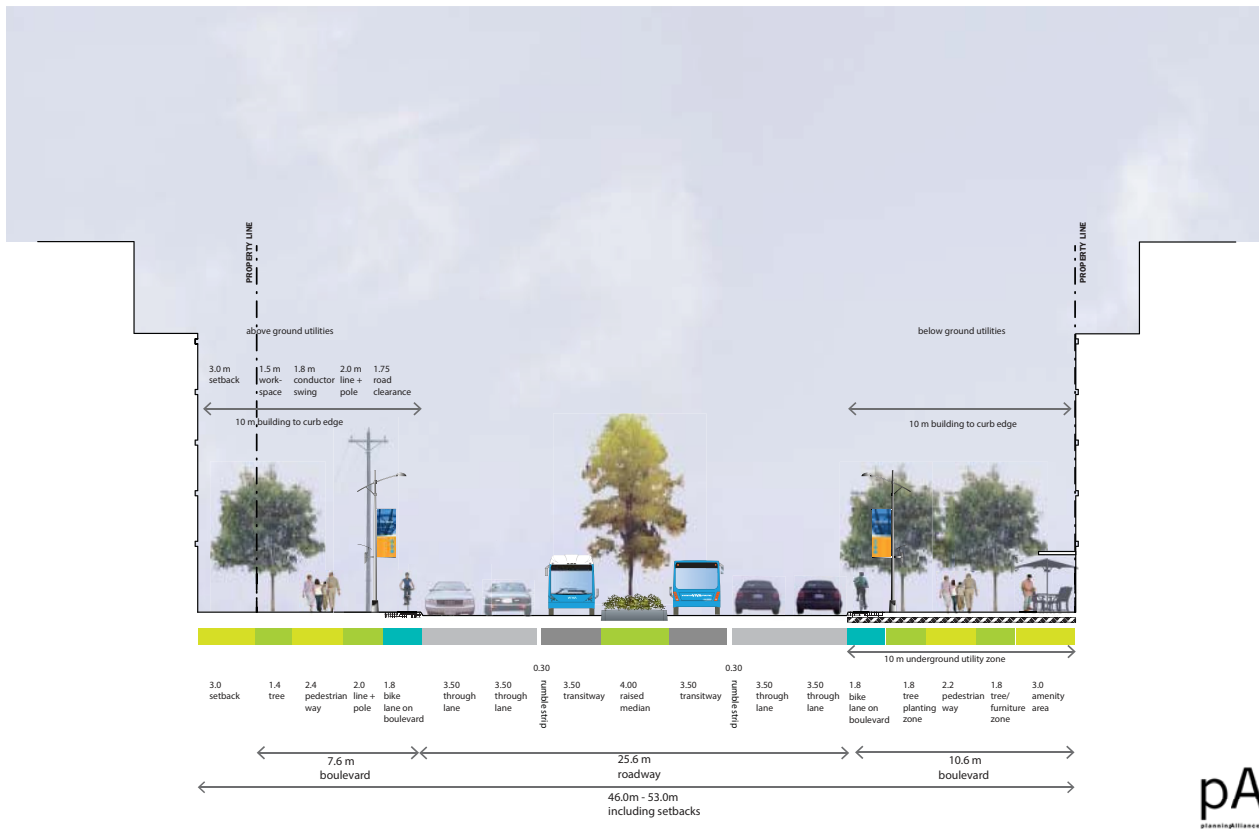 PROPERTY LINE
PROPERTY LINE
above ground utilities
below ground utilities
3.0 m
setback
1.5 m
work-
space
1.8 m
conductor
swing
2.0 m
line +
pole
1.75
road
clearance
10 m building to curb edge
10 m building to curb edge
10 m underground utility zone
3.0
setback
1.4
tree
2.4
pedestrian
way
2.0
line +
pole
1.8
bike
lane on
boulevard
3.50
through
lane
3.50
through
lane
0.30
rumble strip
3.50
transitway
4.00
raised
median
3.50
transitway
0.30
rumble strip
3.50
through
lane
3.50
through
lane
1.8
bike
lane on
boulevard
1.8
tree
planting
zone
2.2
pedestrian
way
1.8
tree/
furniture
zone
3.0
amenity
area
7.6 m
boulevard
25.6 m
roadway
10.6 m
boulevard
46.0m - 53.0m
including setbacks
pA
planningAlliance